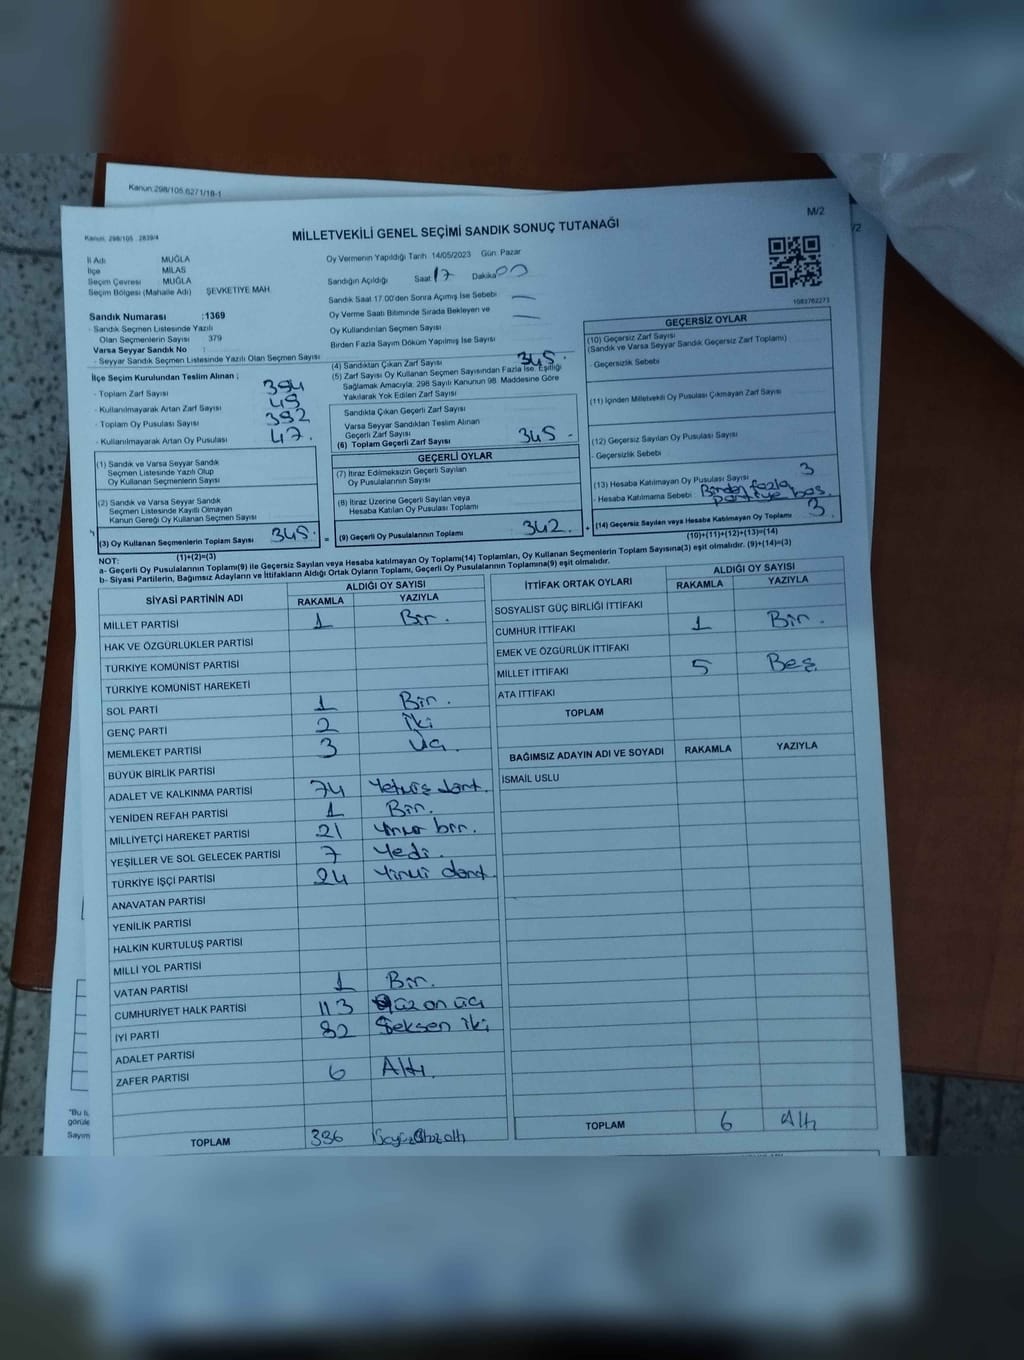 Kanun:298/105.6271/18-1
Kanun: 298/105 . 2839/4
M/2
/2
MİLLETVEKİLİ GENEL SEÇİMİ SANDIK SONUÇ TUTANAĞI
İl Adı MUĞLA
İlçe MİLAS
Seçim Çevresi MUĞLA
Seçim Bölgesi (Mahalle Adı) ŞEVKETİYE MAH.
Sandık Numarası :1369
- Sandık Seçmen Listesinde Yazılı
Olan Seçmenlerin Sayısı 379
Varsa Seyyar Sandık No :
- Seyyar Sandık Seçmen Listesinde Yazılı Olan Seçmen Sayısı
İlçe Seçim Kurulundan Teslim Alınan ;
- Toplam Zarf Sayısı 394
- Kullanılmayarak Artan Zarf Sayısı 49
- Toplam Oy Pusulası Sayısı 392
- Kullanılmayarak Artan Oy Pusulası 47.
(1) Sandık ve Varsa Seyyar Sandık
Seçmen Listesinde Yazılı Olup
Oy Kullanan Seçmenlerin Sayısı
(2) Sandık ve Varsa Seyyar Sandık
Seçmen Listesinde Kayıtlı Olmayan
Kanun Gereği Oy Kullanan Seçmen Sayısı
(3) Oy Kullanan Seçmenlerin Toplam Sayısı 345.
(1)+(2)=(3)
Oy Vermenin Yapıldığı Tarih 14/05/2023 Gün Pazar
Sandığın Açıldığı Saat 17 Dakika 00
Sandık Saat 17.00'den Sonra Açımış İse Sebebi —
Oy Verme Saati Bitiminde Sırada Bekleyen ve
Oy Kullandırılan Seçmen Sayısı —
Birden Fazla Sayım Döküm Yapılmış İse Sayısı
(4) Sandıktan Çıkan Zarf Sayısı 345.
(5) Zarf Sayısı Oy Kullanan Seçmen Sayısından Fazla İse, Eşitliği
Sağlamak Amacıyla, 298 Sayılı Kanunun 98. Maddesine Göre
Yakılarak Yok Edilen Zarf Sayısı
Sandıkta Çıkan Geçerli Zarf Sayısı
Varsa Seyyar Sandıktan Teslim Alınan
Geçerli Zarf Sayısı
(6) Toplam Geçerli Zarf Sayısı 345 -
GEÇERLİ OYLAR
(7) İtiraz Edilmeksizin Geçerli Sayılan
Oy Pusulalarının Sayısı
(8) İtiraz Üzerine Geçerli Sayılan veya
Hesaba Katılan Oy Pusulası Toplamı
= (9) Geçerli Oy Pusulalarının Toplamı 342.
1083762273
GEÇERSİZ OYLAR
(10) Geçersiz Zarf Sayısı
(Sandık ve Varsa Seyyar Sandık Geçersiz Zarf Toplamı)
- Geçersizlik Sebebi
(11) İçinden Milletvekili Oy Pusulası Çıkmayan Zarf Sayısı
(12) Geçersiz Sayılan Oy Pusulası Sayısı
- Geçersizlik Sebebi
(13) Hesaba Katılmayan Oy Pusulası Sayısı 3
- Hesaba Katılmama Sebebi Birden fazla
partiye bas.
+ (14) Geçersiz Sayılan veya Hesaba Katılmayan Oy Toplamı 3.
(10)+(11)+(12)+(13)=(14)
NOT:
a- Geçerli Oy Pusulalarının Toplamı(9) ile Geçersiz Sayılan veya Hesaba katılmayan Oy Toplamı(14) Toplamları, Oy Kullanan Seçmenlerin Toplam Sayısına(3) eşit olmalıdır. (9)+(14)=(3)
b- Siyasi Partilerin, Bağımsız Adayların ve İttifakların Aldığı Ortak Oyların Toplamı, Geçerli Oy Pusulalarının Toplamına(9) eşit olmalıdır.
SİYASİ PARTİNİN ADI ALDIĞI OY SAYISI
RAKAMLA YAZIYLA
MİLLET PARTİSİ 1 Bir.
HAK VE ÖZGÜRLÜKLER PARTİSİ
TÜRKİYE KOMÜNİST PARTİSİ
TÜRKİYE KOMÜNİST HAREKETİ
SOL PARTİ 1 Bir.
GENÇ PARTİ 2 İki
MEMLEKET PARTİSİ 3 Üç.
BÜYÜK BİRLİK PARTİSİ
ADALET VE KALKINMA PARTİSİ 74 Yetmiş dört.
YENİDEN REFAH PARTİSİ 1 Bir.
MİLLİYETÇİ HAREKET PARTİSİ 21 Yirmi bir.
YEŞİLLER VE SOL GELECEK PARTİSİ 7 Yedi.
TÜRKİYE İŞÇİ PARTİSİ 24 Yirmi dört.
ANAVATAN PARTİSİ
YENİLİK PARTİSİ
HALKIN KURTULUŞ PARTİSİ
MİLLİ YOL PARTİSİ
VATAN PARTİSİ 1 Bir.
CUMHURİYET HALK PARTİSİ 113 Yüz on üç
İYİ PARTİ 82 Seksen iki
ADALET PARTİSİ
ZAFER PARTİSİ 6 Altı.
TOPLAM 336
İTTİFAK ORTAK OYLARI ALDIĞI OY SAYISI
RAKAMLA YAZIYLA
SOSYALİST GÜÇ BİRLİĞİ İTTİFAKI
CUMHUR İTTİFAKI 1 Bir.
EMEK VE ÖZGÜRLÜK İTTİFAKI
MİLLET İTTİFAKI 5 Beş
ATA İTTİFAKI
TOPLAM
BAĞIMSIZ ADAYIN ADI VE SOYADI RAKAMLA YAZIYLA
İSMAİL USLU
TOPLAM 6 Altı
"Bu tu
görüle
Sayım